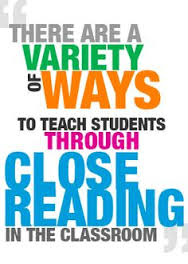 “
THERE ARE A
VARIETY
OF WAYS
TO TEACH STUDENTS
THROUGH
CLOSE
READING
IN THE CLASSROOM
”